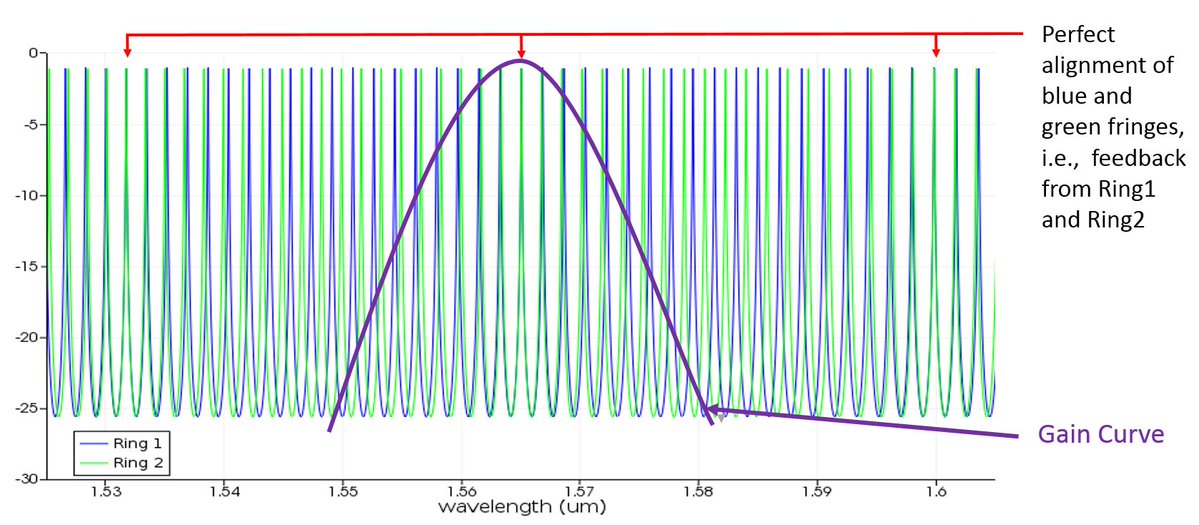 Perfect
alignment of
blue and
green fringes,
i.e., feedback
from Ring1
and Ring2
0
-5
-10
-15
-20
-25
-30
Ring 1
Ring 2
Gain Curve
1.53 1.54 1.55 1.56 1.57 1.58 1.59 1.6
wavelength (um)